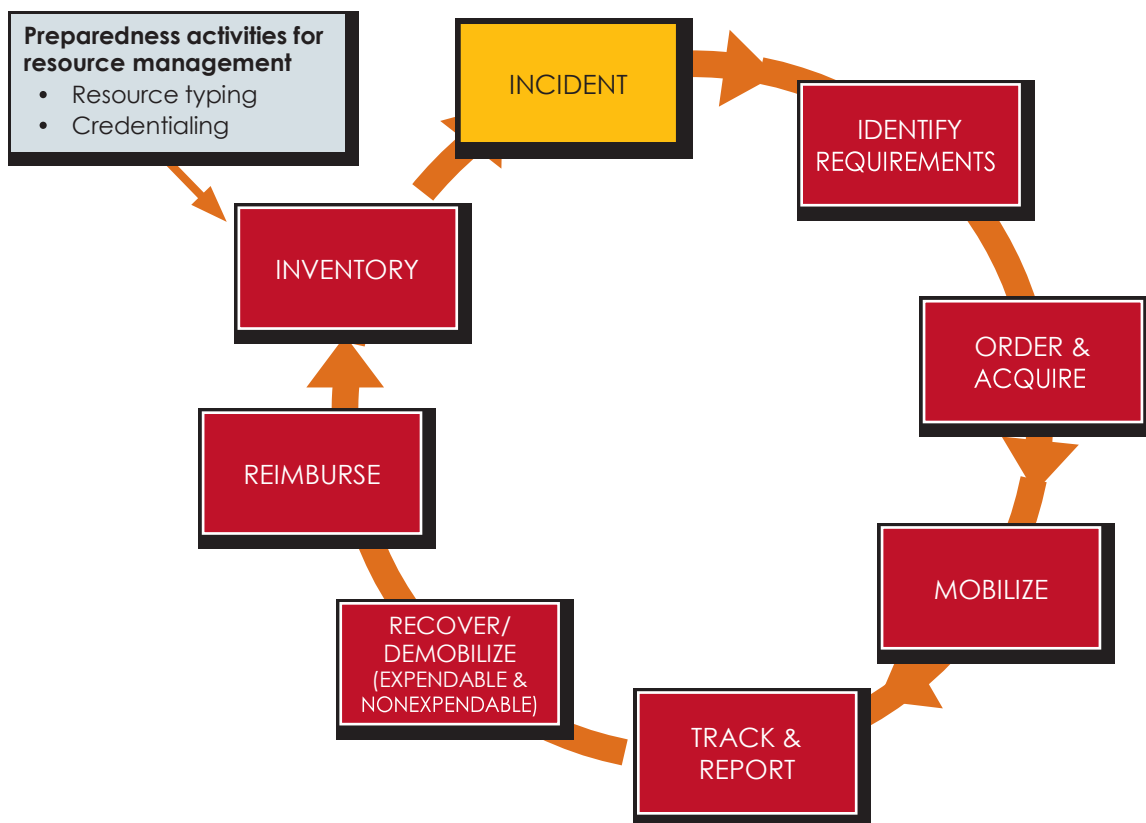 Preparedness activities for
resource management
• Resource typing
• Credentialing
INCIDENT
IDENTIFY
REQUIREMENTS
ORDER &
ACQUIRE
MOBILIZE
TRACK &
REPORT
RECOVER/
DEMOBILIZE
(EXPENDABLE &
NONEXPENDABLE)
REIMBURSE
INVENTORY